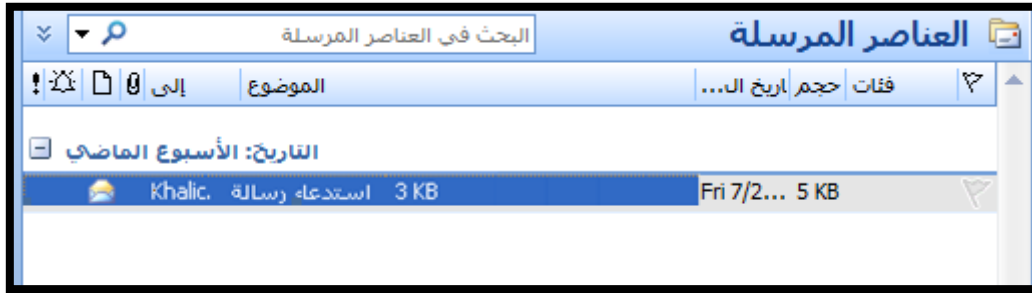 العناصر المرسلة
البحث في العناصر المرسلة
إلى الموضوع اريخ ال... حجم فئات
التاريخ: الأسبوع الماضي
Khalic. استدعاء رسالة 3 KB Fri 7/2... 5 KB